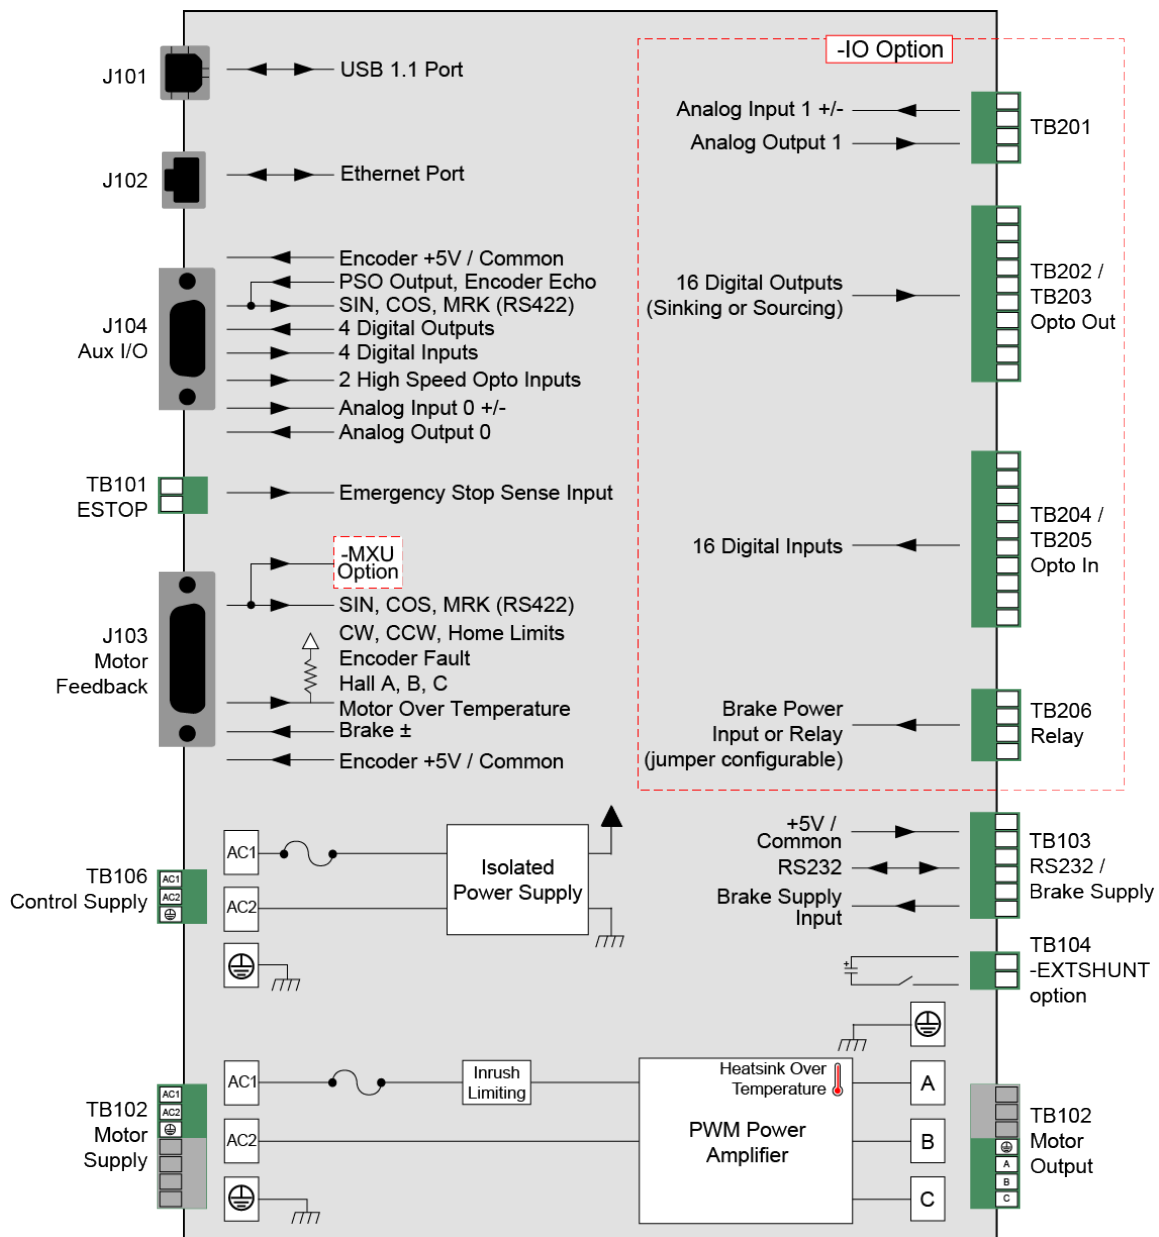 J101
USB 1.1 Port
J102
Ethernet Port
J104
Aux I/O
Encoder +5V / Common
PSO Output, Encoder Echo
SIN, COS, MRK (RS422)
4 Digital Outputs
4 Digital Inputs
2 High Speed Opto Inputs
Analog Input 0 +/-
Analog Output 0
TB101
ESTOP
Emergency Stop Sense Input
-MXU
Option
J103
Motor
Feedback
SIN, COS, MRK (RS422)
CW, CCW, Home Limits
Encoder Fault
Hall A, B, C
Motor Over Temperature
Brake ±
Encoder +5V / Common
-IO Option
Analog Input 1 +/-
Analog Output 1
TB201
16 Digital Outputs
(Sinking or Sourcing)
TB202 /
TB203
Opto Out
16 Digital Inputs
TB204 /
TB205
Opto In
Brake Power
Input or Relay
(jumper configurable)
TB206
Relay
TB106
Control Supply
AC1
AC2
AC1
AC2
Isolated
Power Supply
+5V /
Common
RS232
Brake Supply
Input
TB103
RS232 /
Brake Supply
+
TB104
-EXTSHUNT
option
TB102
Motor
Supply
AC1
AC2
AC1
AC2
Inrush
Limiting
Heatsink Over
Temperature
PWM Power
Amplifier
A
B
C
A
B
C
TB102
Motor
Output